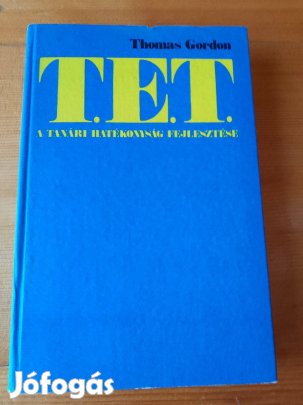 Thomas Gordon
T.E.T.
A TANÁRI HATÉKONYSÁG FEJLESZTÉSE
Jófogás